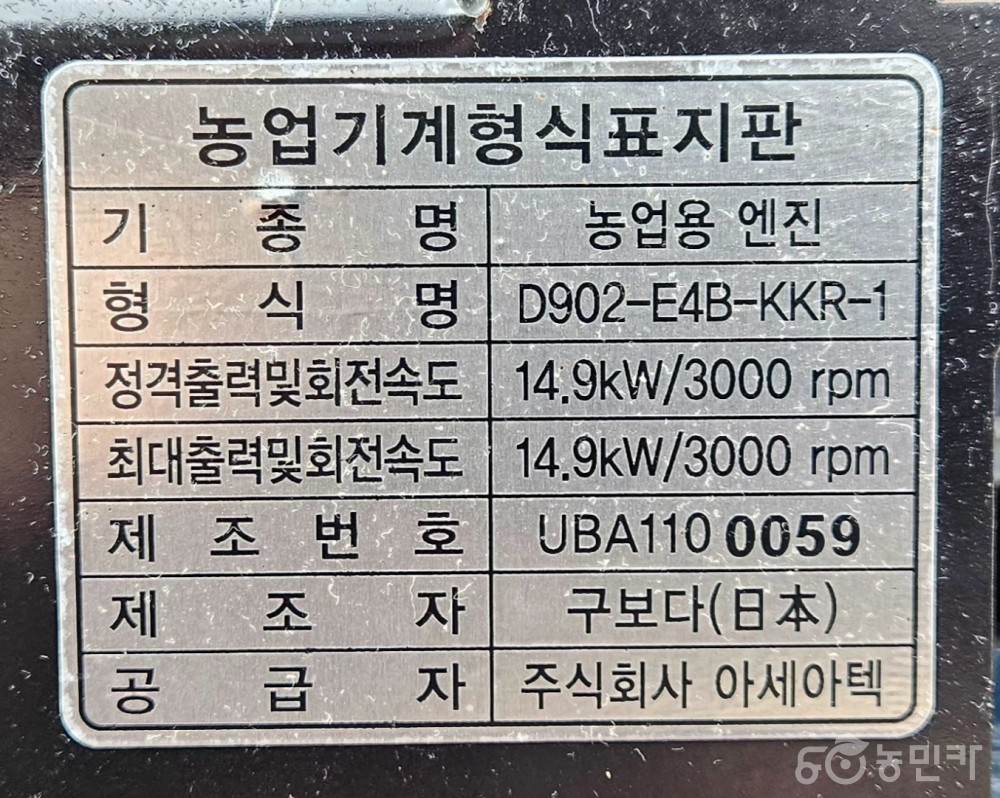 농업기계형식표지판
기 종 명 농업용 엔진
형 식 명 D902-E4B-KKR-1
정격출력및회전속도 14.9kW/3000 rpm
최대출력및회전속도 14.9kW/3000 rpm
제 조 번 호 UBA110 0059
제 조 자 구보다(日本)
공 급 자 주식회사 아세아텍
농민카